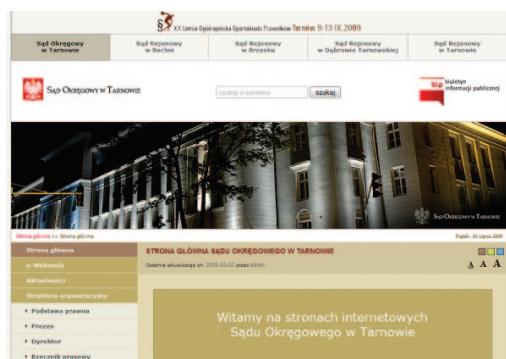 XX Letnia Ogólnopolska Spartakiada Prawników Tarnów 9-13 IX.2009
Sąd Okręgowy
w Tarnowie
Sąd Rejonowy
w Bochni
Sąd Rejonowy
w Brzesku
Sąd Rejonowy
w Dąbrowie Tarnowskiej
Sąd Rejonowy
w Tarnowie
SĄD OKRĘGOWY W TARNOWIE
szukaj w serwisie
szukaj
bip
biuletyn
informacji publicznej
SĄD OKRĘGOWY W TARNOWIE
Strona główna >> Strona główna
Piątek, 10 Lipca 2009
Strona główna
e-Wokanda
Aktualności
Struktura organizacyjna
Podstawa prawna
Prezes
Dyrektor
Rzecznik prasowy
STRONA GŁÓWNA SĄDU OKRĘGOWEGO W TARNOWIE
Ostatnia aktualizacja dn. 2009-03-02 przez admin
A A A
Witamy na stronach internetowych
Sądu Okręgowego w Tarnowie